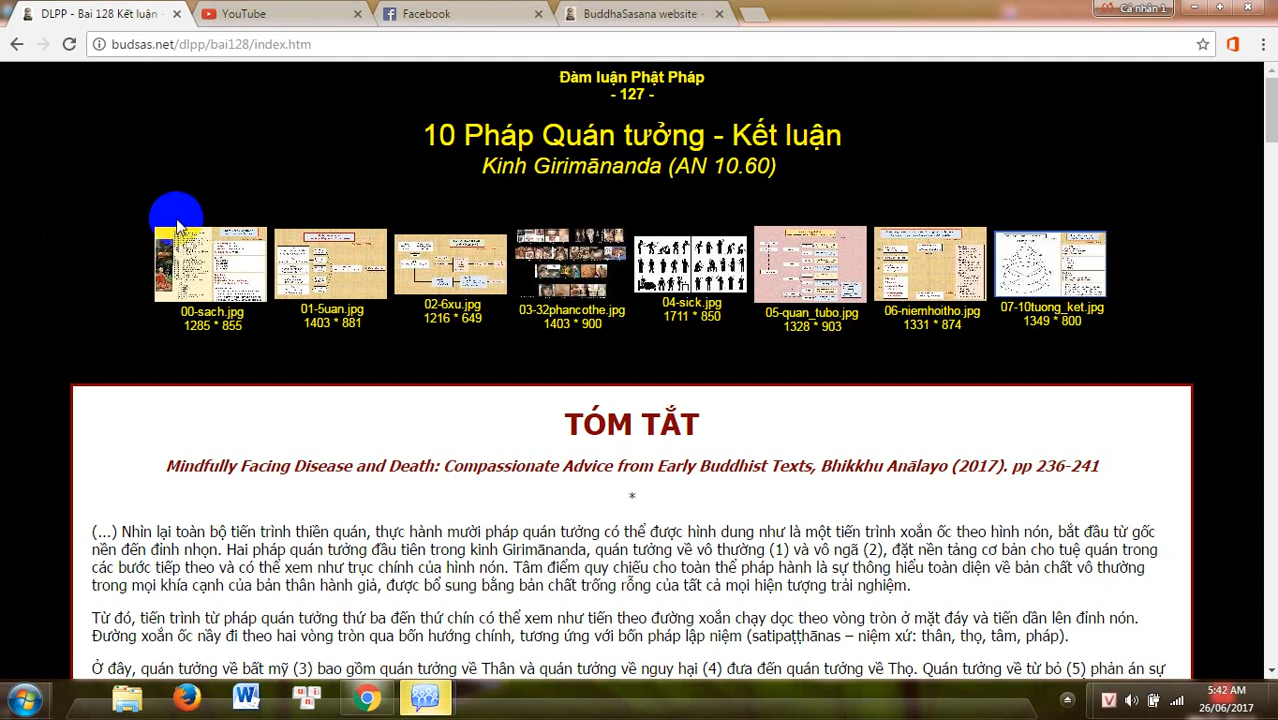 DLPP - Bai 128 Kết luận -
YouTube
Facebook
BuddhaSasana website -
Cá nhân 1
budsas.net/dlpp/bai128/index.htm
Đàm luận Phật Pháp
- 127 -
10 Pháp Quán tưởng - Kết luận
Kinh Girimānanda (AN 10.60)
00-sach.jpg
1285 * 855
01-5uan.jpg
1403 * 881
02-6xu.jpg
1216 * 649
03-32phancothe.jpg
1403 * 900
04-sick.jpg
1711 * 850
05-quan_tubo.jpg
1328 * 903
06-niemhoitho.jpg
1331 * 874
07-10tuong_ket.jpg
1349 * 800
TÓM TẮT
Mindfully Facing Disease and Death: Compassionate Advice from Early Buddhist Texts, Bhikkhu Anālayo (2017). pp 236-241
*
(...) Nhìn lại toàn bộ tiến trình thiền quán, thực hành mười pháp quán tưởng có thể được hình dung như là một tiến trình xoắn ốc theo hình nón, bắt đầu từ gốc
nền đến đỉnh nhọn. Hai pháp quán tưởng đầu tiên trong kinh Girimānanda, quán tưởng về vô thường (1) và vô ngã (2), đặt nền tảng cơ bản cho tuệ quán trong
các bước tiếp theo và có thể xem như trục chính của hình nón. Tâm điểm quy chiếu cho toàn thể pháp hành là sự thông hiểu toàn diện về bản chất vô thường
trong mọi khía cạnh của bản thân hành giả, được bổ sung bằng bản chất trống rỗng của tất cả mọi hiện tượng trải nghiệm.
Từ đó, tiến trình từ pháp quán tưởng thứ ba đến thứ chín có thể xem như tiến theo đường xoắn chạy dọc theo vòng tròn ở mặt đáy và tiến dần lên đỉnh nón.
Đường xoắn ốc nầy đi theo hai vòng tròn qua bốn hướng chính, tương ứng với bốn pháp lập niệm (satipaṭṭhānas – niệm xứ: thân, thọ, tâm, pháp).
Ở đây, quán tưởng về bất mỹ (3) bao gồm quán tưởng về Thân và quán tưởng về nguy hại (4) đưa đến quán tưởng về Thọ. Quán tưởng về từ bỏ (5) phản án sự
5:42 AM
26/06/2017